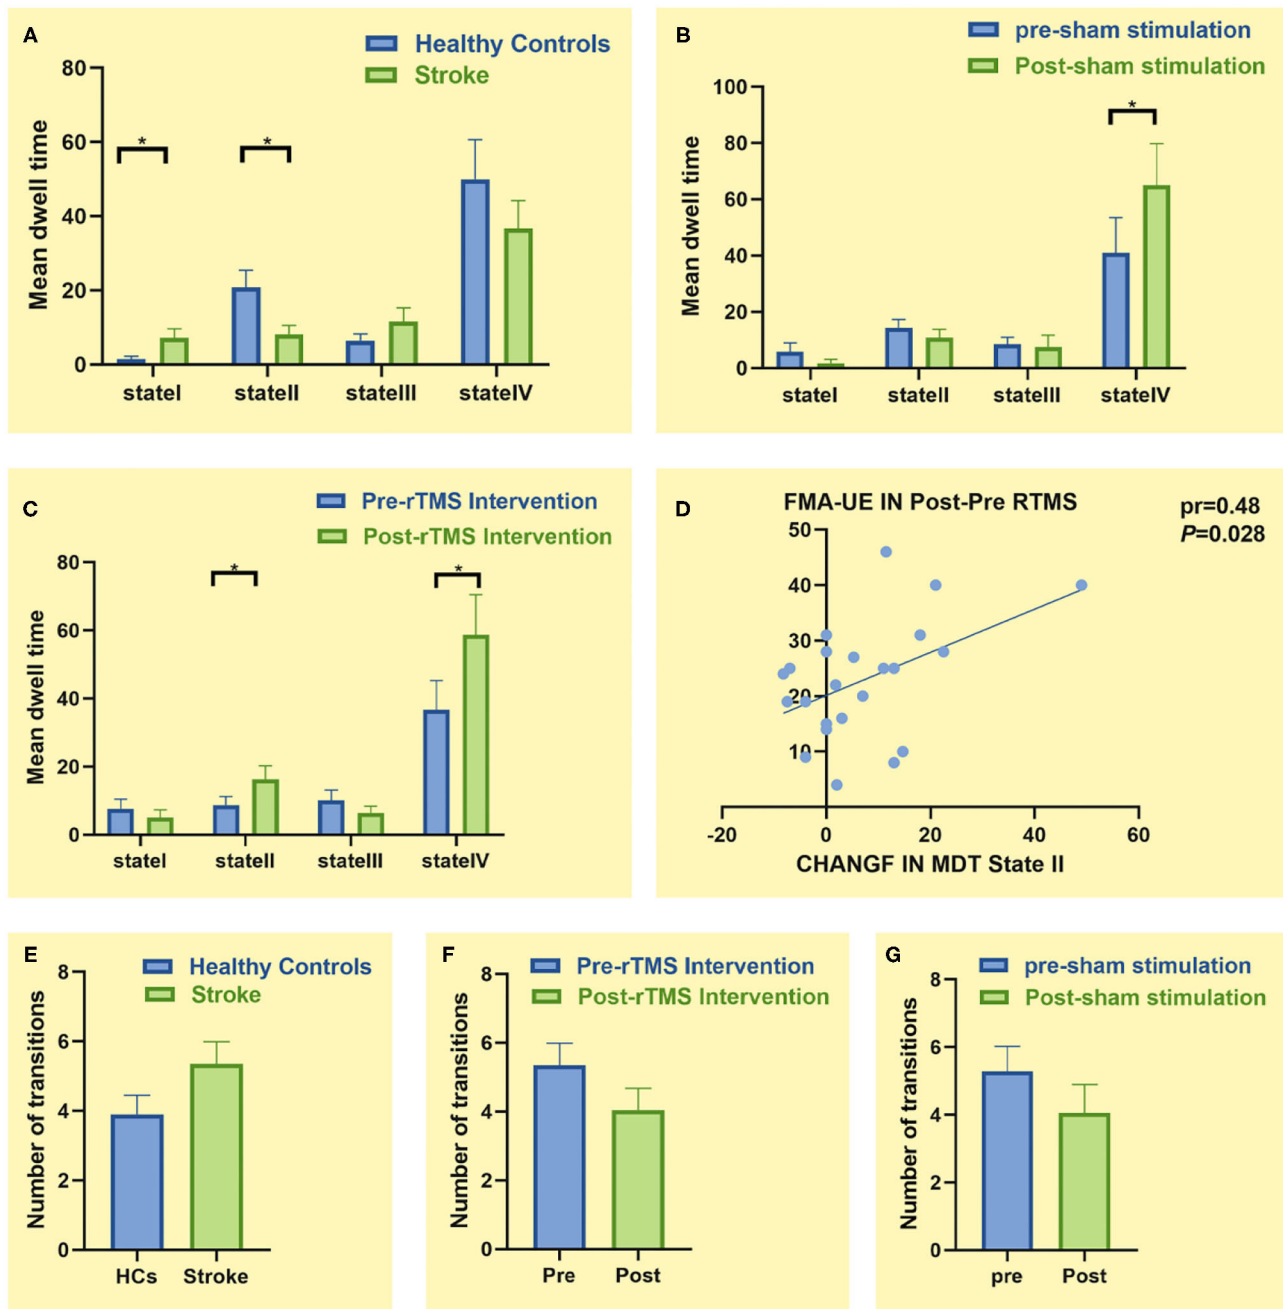 A
Healthy Controls
Stroke
Mean dwell time
80
60
40
20
0
*
*
stateI
stateII
stateIII
stateIV
B
pre-sham stimulation
Post-sham stimulation
Mean dwell time
100
80
60
40
20
0
*
stateI
stateII
stateIII
stateIV
C
Pre-rTMS Intervention
Post-rTMS Intervention
Mean dwell time
80
60
40
20
0
*
*
stateI
stateII
stateIII
stateIV
D
FMA-UE IN Post-Pre RTMS
pr=0.48
P=0.028
50
40
30
20
10
-20
0
20
40
60
CHANGF IN MDT State II
E
Healthy Controls
Stroke
Number of transitions
8
6
4
2
0
HCs
Stroke
F
Pre-rTMS Intervention
Post-rTMS Intervention
Number of transitions
8
6
4
2
0
Pre
Post
G
pre-sham stimulation
Post-sham stimulation
Number of transitions
8
6
4
2
0
pre
Post